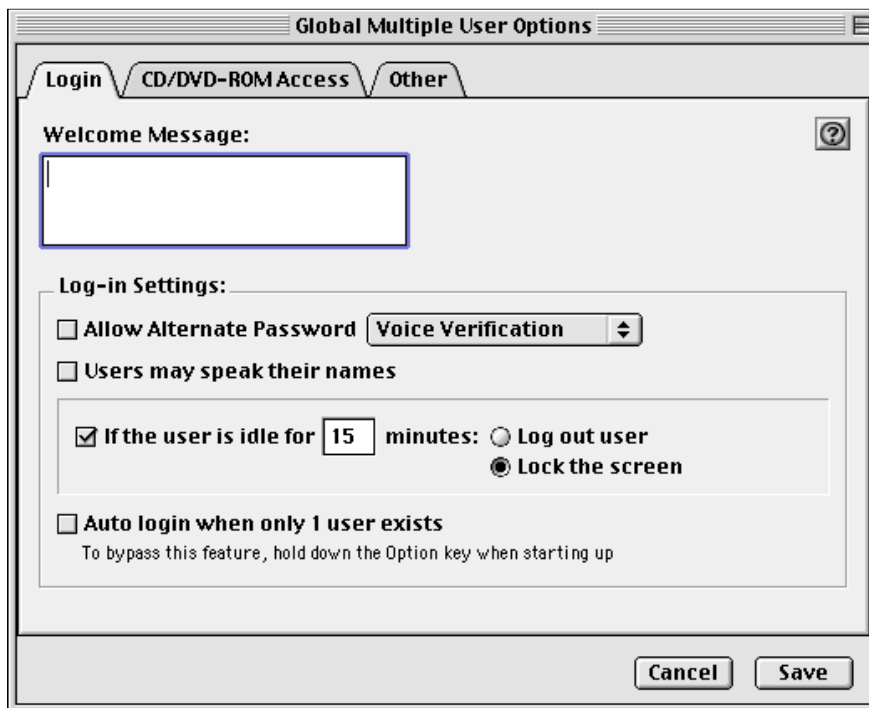 Global Multiple User Options
Login CD/DVD-ROM Access Other
Welcome Message:
?
Log-in Settings:
Allow Alternate Password Voice Verification
Users may speak their names
If the user is idle for 15 minutes: Log out user
Lock the screen
Auto login when only 1 user exists
To bypass this feature, hold down the Option key when starting up
Cancel Save